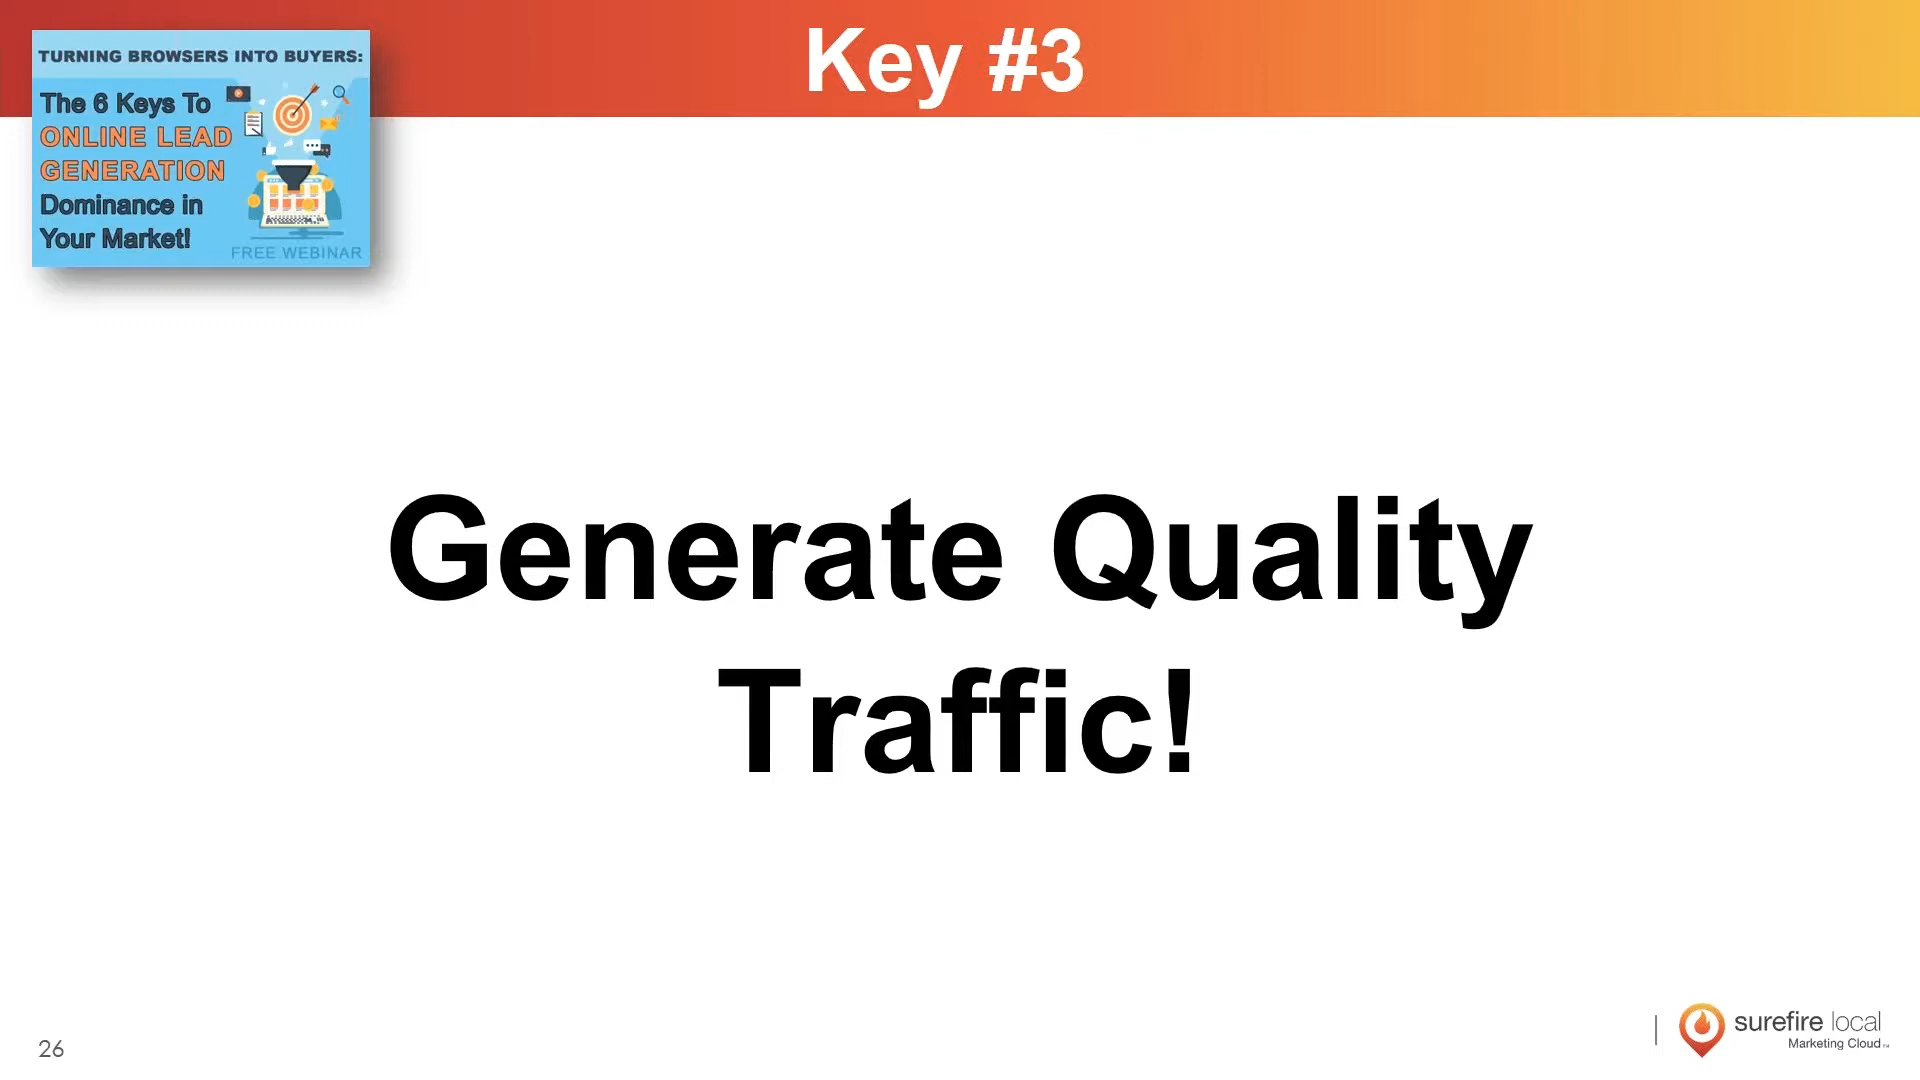 Key #3
TURNING BROWSERS INTO BUYERS:
The 6 Keys To
ONLINE LEAD
GENERATION
Dominance in
Your Market!
FREE WEBINAR
Generate Quality
Traffic!
26
surefire local
Marketing Cloud™